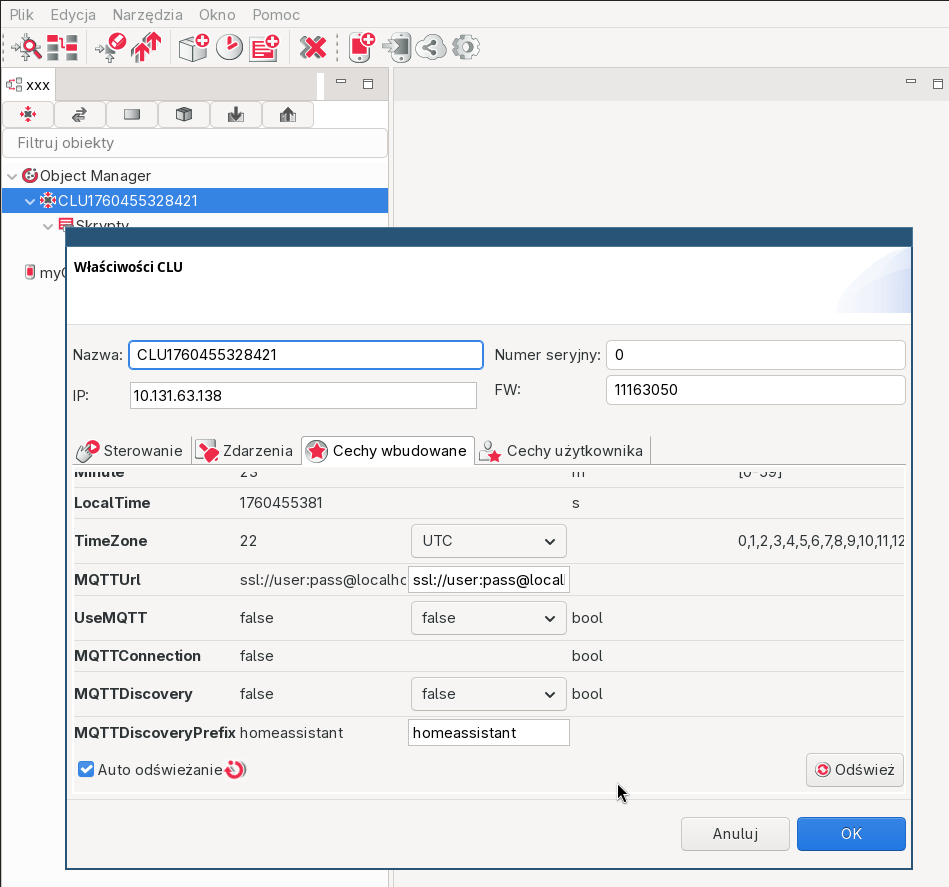 Plik Edycja Narzędzia Okno Pomoc
xxx
Filtruj obiekty
Object Manager
CLU1760455328421
Skrypty
Właściwości CLU
Nazwa: CLU1760455328421 Numer seryjny: 0
IP: 10.131.63.138 FW: 11163050
Sterowanie Zdarzenia Cechy wbudowane Cechy użytkownika
Minute 23 m [0-59]
LocalTime 1760455381 s
TimeZone 22 UTC 0,1,2,3,4,5,6,7,8,9,10,11,12
MQTTUrl ssl://user:pass@localhc ssl://user:pass@local
UseMQTT false false bool
MQTTConnection false bool
MQTTDiscovery false false bool
MQTTDiscoveryPrefix homeassistant homeassistant
Auto odświeżanie Odśwież
Anuluj OK